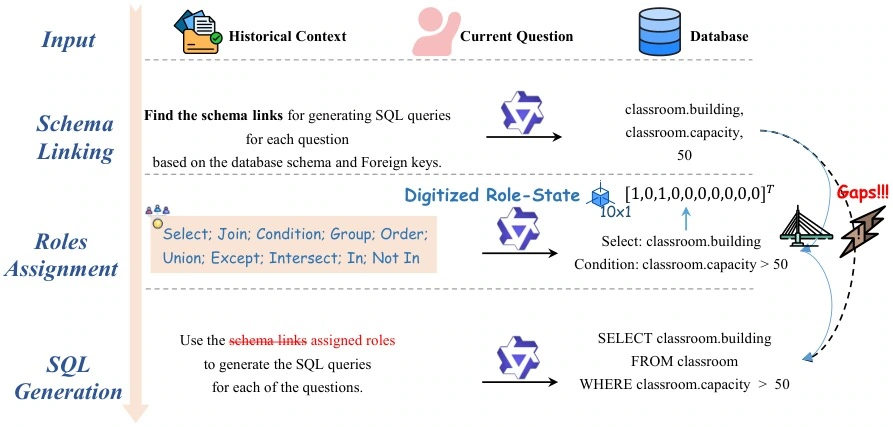 Input
Historical Context
Current Question
Database
Schema
Linking
Find the schema links for generating SQL queries
for each question
based on the database schema and Foreign keys.
classroom.building,
classroom.capacity,
50
Digitized Role-State
10x1
[1,0,1,0,0,0,0,0,0,0]^T
Gaps!!!
Roles
Assignment
Select; Join; Condition; Group; Order;
Union; Except; Intersect; In; Not In
Select: classroom.building
Condition: classroom.capacity > 50
SQL
Generation
Use the schema links assigned roles
to generate the SQL queries
for each of the questions.
SELECT classroom.building
FROM classroom
WHERE classroom.capacity > 50